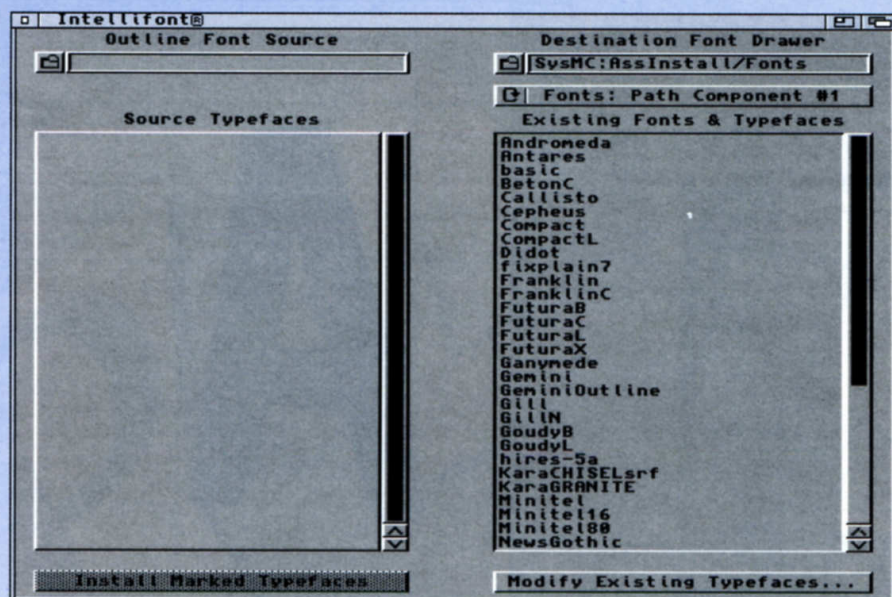 Intellifont®
Outline Font Source
Source Typefaces
Install Marked Typefaces
Destination Font Drawer
SysMC:AssInstall/Fonts
Fonts: Path Component #1
Existing Fonts & Typefaces
Andromeda
Antares
basic
BetonC
Callisto
Cepheus
Compact
CompactL
Didot
fixplain7
Franklin
FranklinC
FuturaB
FuturaC
FuturaL
FuturaX
Ganymede
Gemini
GeminiOutline
Gill
GillN
GoudyB
GoudyL
hires-5a
KaraCHISELsrf
KaraGRANITE
Minitel
Minitel16
Minitel80
NewsGothic
Modify Existing Typefaces...